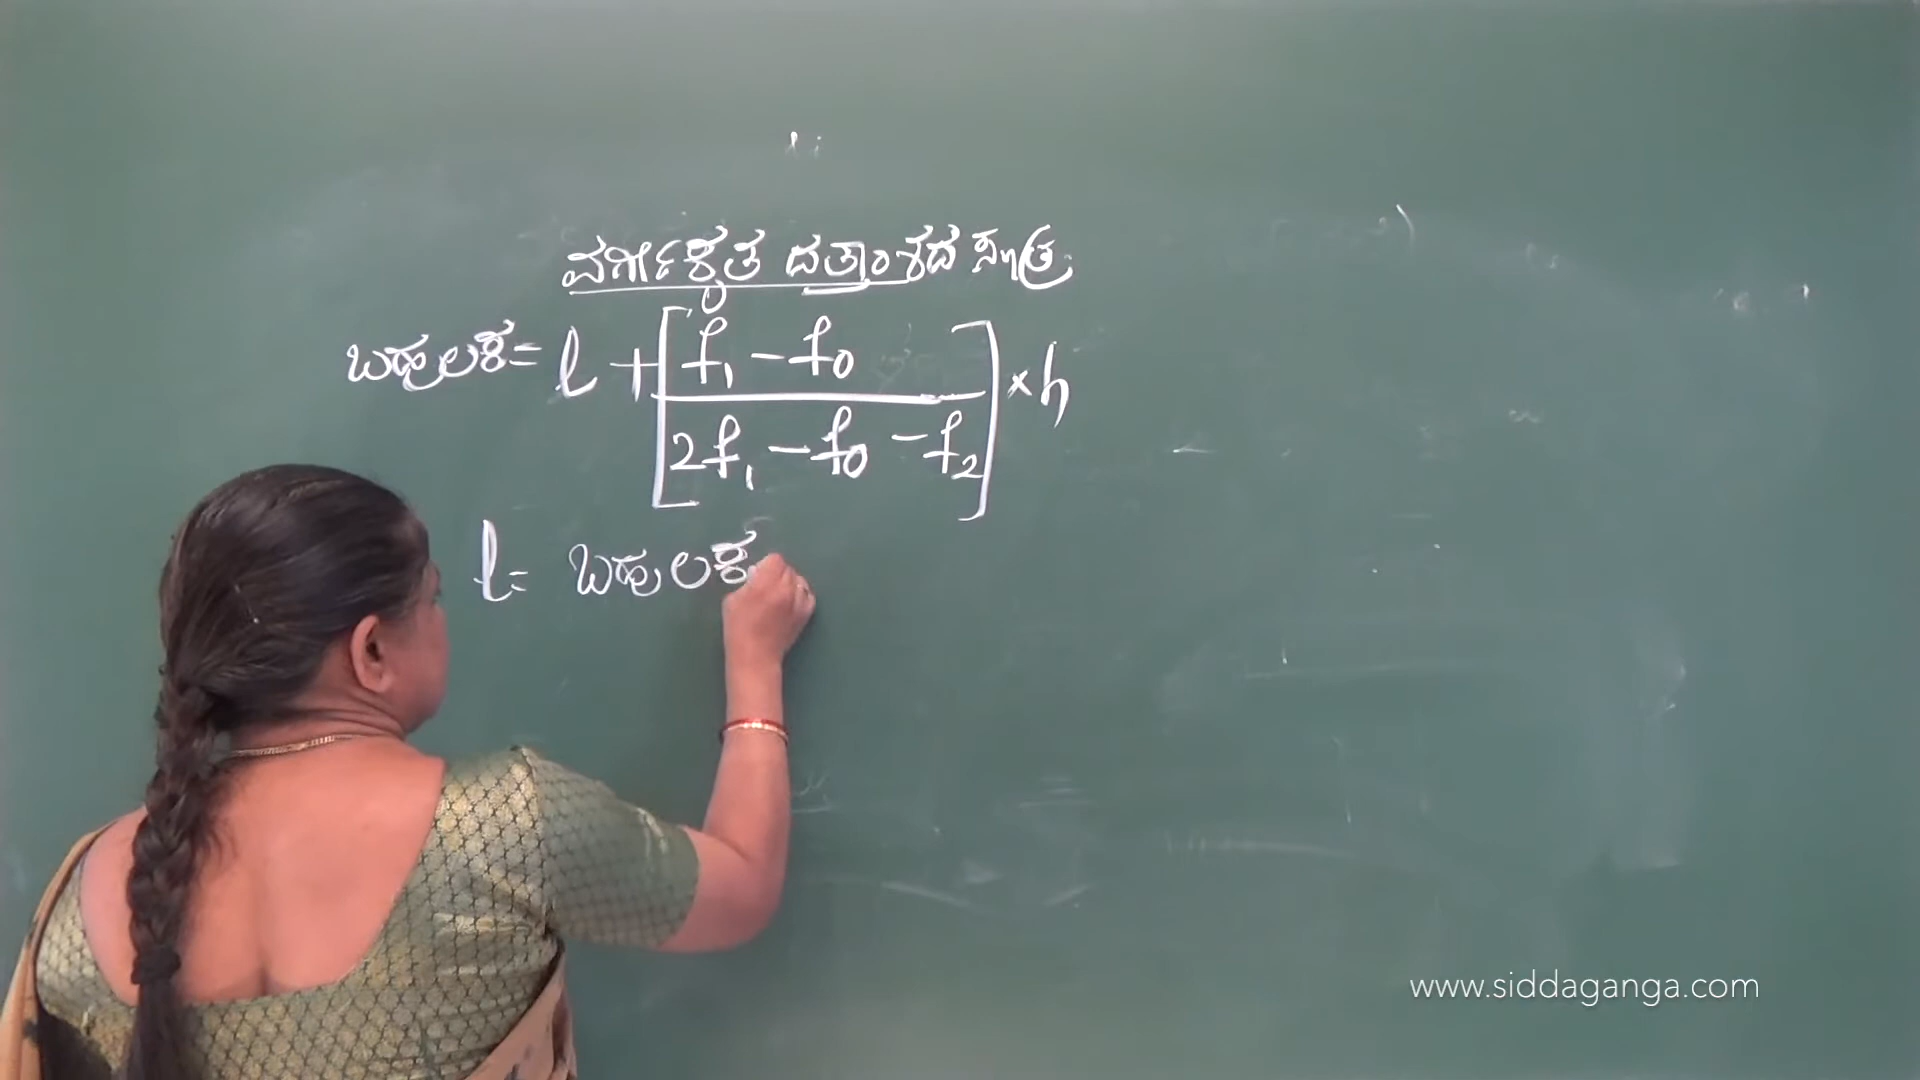 ವರ್ಗೀಕೃತ ದತ್ತಾಂಶದ ಸೂತ್ರ
ಬಹುಲಕ = l + [f₁ - f₀ / 2f₁ - f₀ - f₂] × h
l = ಬಹುಲಕ
www.siddaganga.com